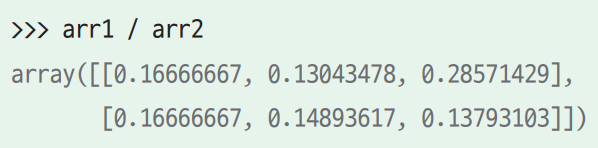 >>> arr1 / arr2
array([[0.16666667, 0.13043478, 0.28571429],
[0.16666667, 0.14893617, 0.13793103]])